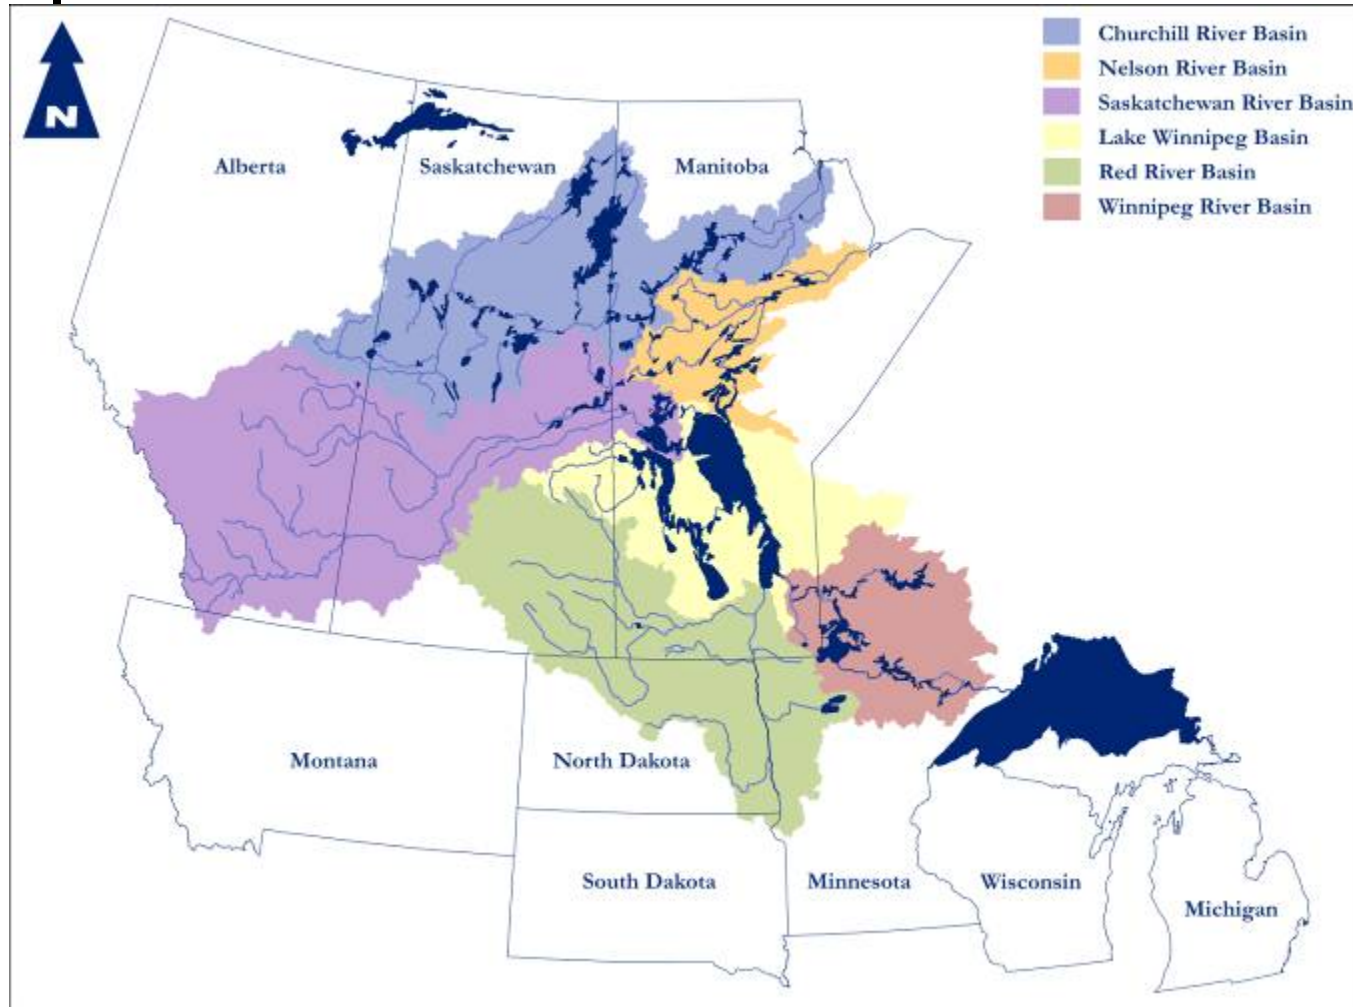 N
Churchill River Basin
Nelson River Basin
Saskatchewan River Basin
Lake Winnipeg Basin
Red River Basin
Winnipeg River Basin
Alberta
Saskatchewan
Manitoba
Montana
North Dakota
South Dakota
Minnesota
Wisconsin
Michigan